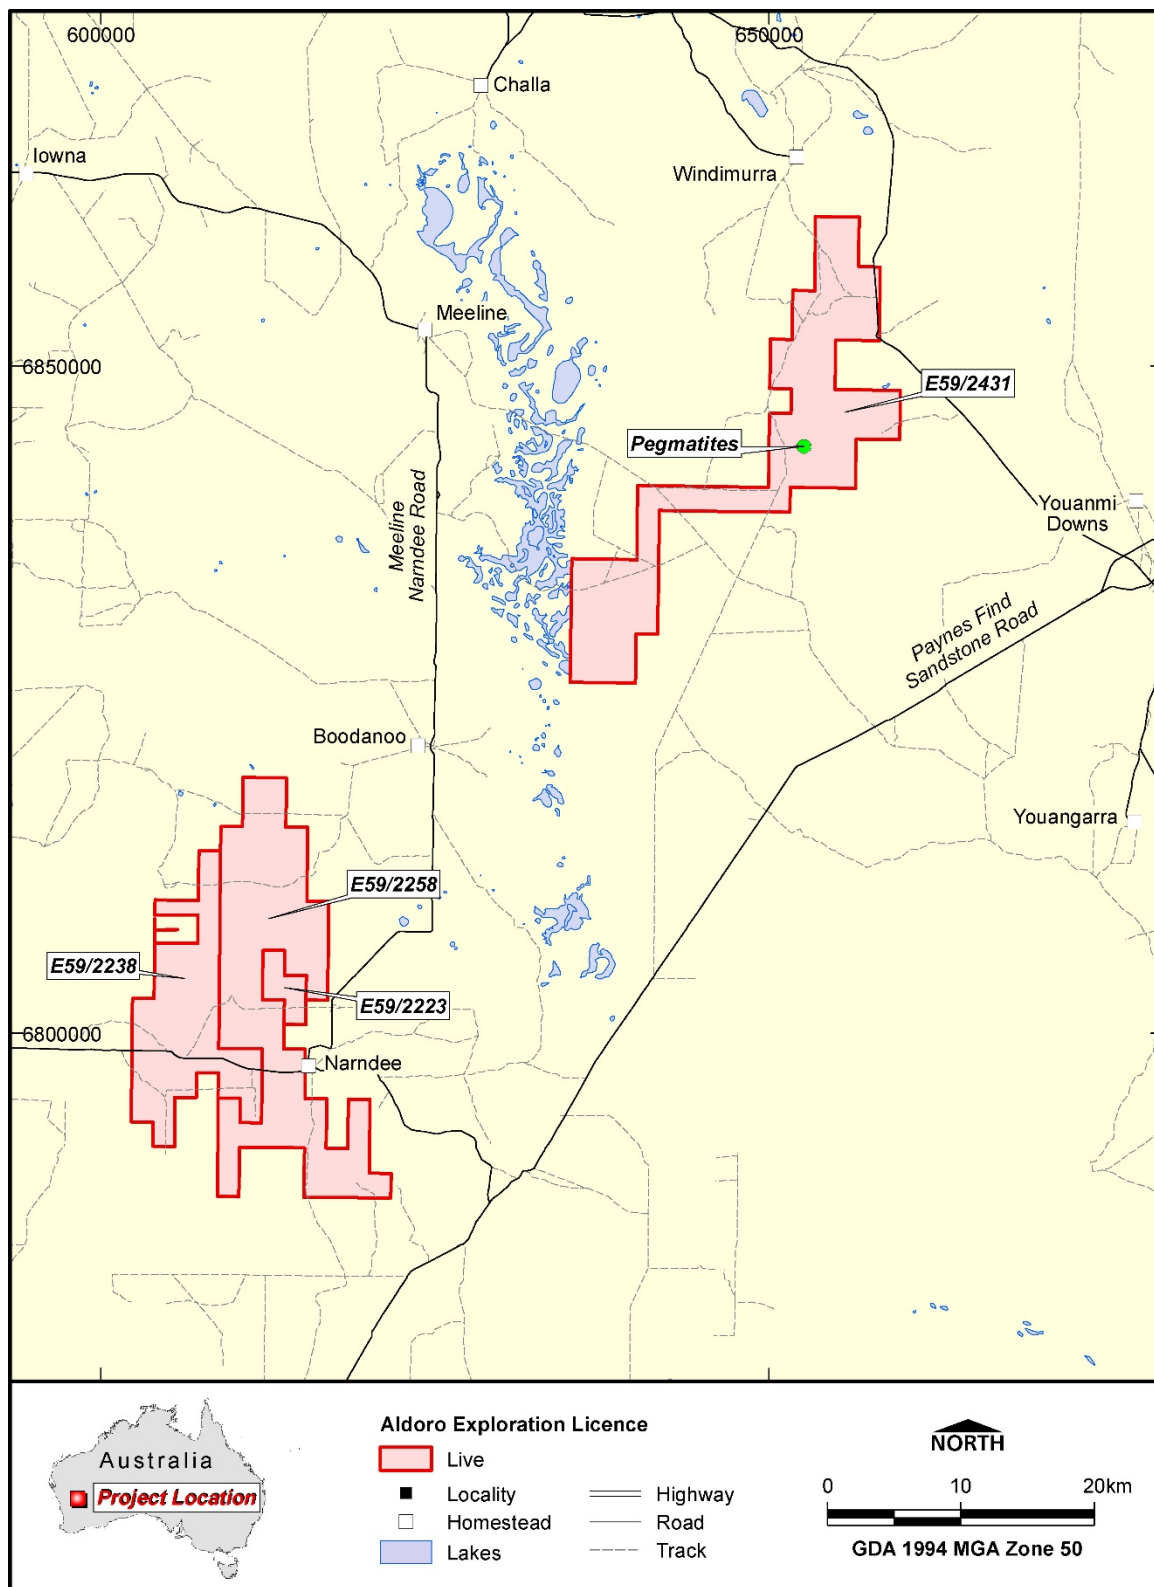 600000
650000
Challa
Iowna
Windimurra
Meeline
6850000
E59/2431
Pegmatites
Meeline
Narndee Road
Youanmi
Downs
Paynes Find
Sandstone Road
Boodanoo
Youangarra
E59/2258
E59/2238
E59/2223
6800000
Narndee
Australia
Project Location
Aldoro Exploration Licence
Live
Locality
Homestead
Lakes
Highway
Road
Track
NORTH
0 10 20km
GDA 1994 MGA Zone 50